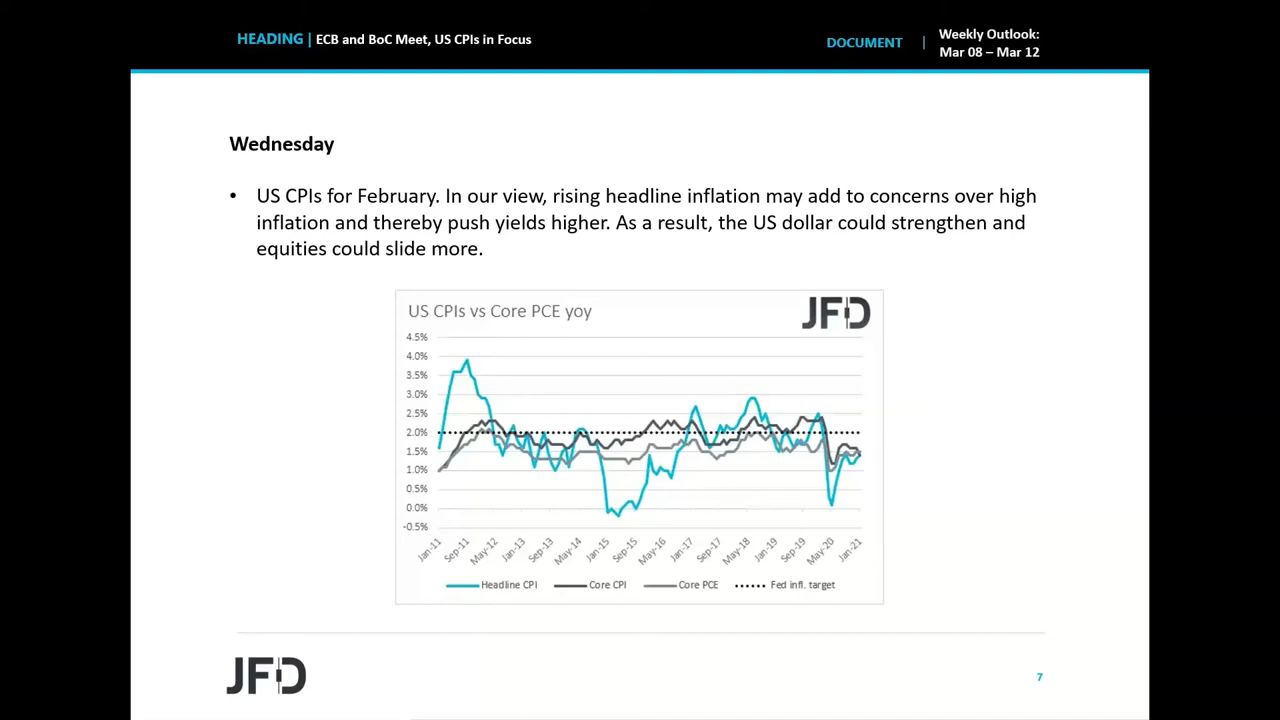 HEADING | ECB and BoC Meet, US CPIs in Focus
DOCUMENT | Weekly Outlook:
Mar 08 – Mar 12
Wednesday
• US CPIs for February. In our view, rising headline inflation may add to concerns over high
inflation and thereby push yields higher. As a result, the US dollar could strengthen and
equities could slide more.
US CPIs vs Core PCE yoy
JFD
4.5%
4.0%
3.5%
3.0%
2.5%
2.0%
1.5%
1.0%
0.5%
0.0%
-0.5%
Jan-11 Sep-11 May-12 Jan-13 Sep-13 May-14 Jan-15 Sep-15 May-16 Jan-17 Sep-17 May-18 Jan-19 Sep-19 May-20 Jan-21
Headline CPI Core CPI Core PCE Fed infl. target
JFD
7